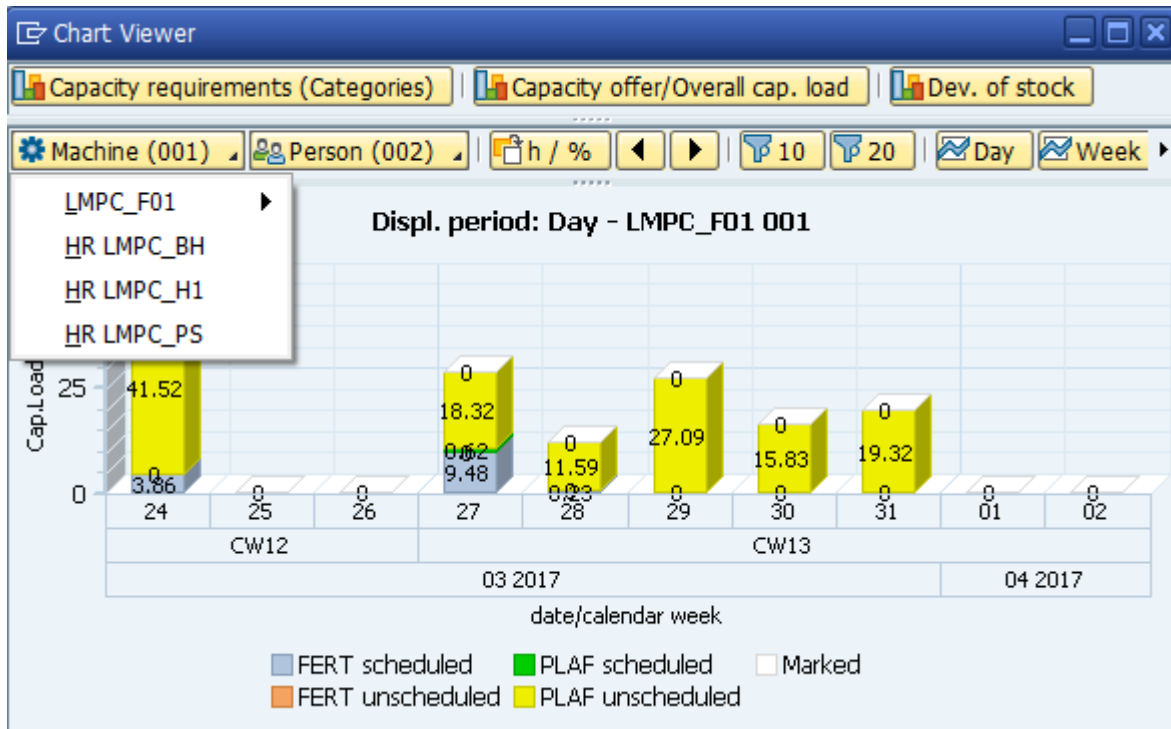 Chart Viewer
Capacity requirements (Categories) Capacity offer/Overall cap. load Dev. of stock
Machine (001) Person (002) h / % 10 20 Day Week
LMPC_F01
HR LMPC_BH
HR LMPC_H1
HR LMPC_PS
Displ. period: Day - LMPC_F01 001
Cap.Load
25
0
41.52
0
3.86
0
0
0
18.32
9.48
0
11.59
0
27.09
0
0
15.83
0
0
19.32
0
0
0
24 25 26 27 28 29 30 31 01 02
CW12 CW13
03 2017 04 2017
date/calendar week
FERT scheduled PLAF scheduled Marked
FERT unscheduled PLAF unscheduled